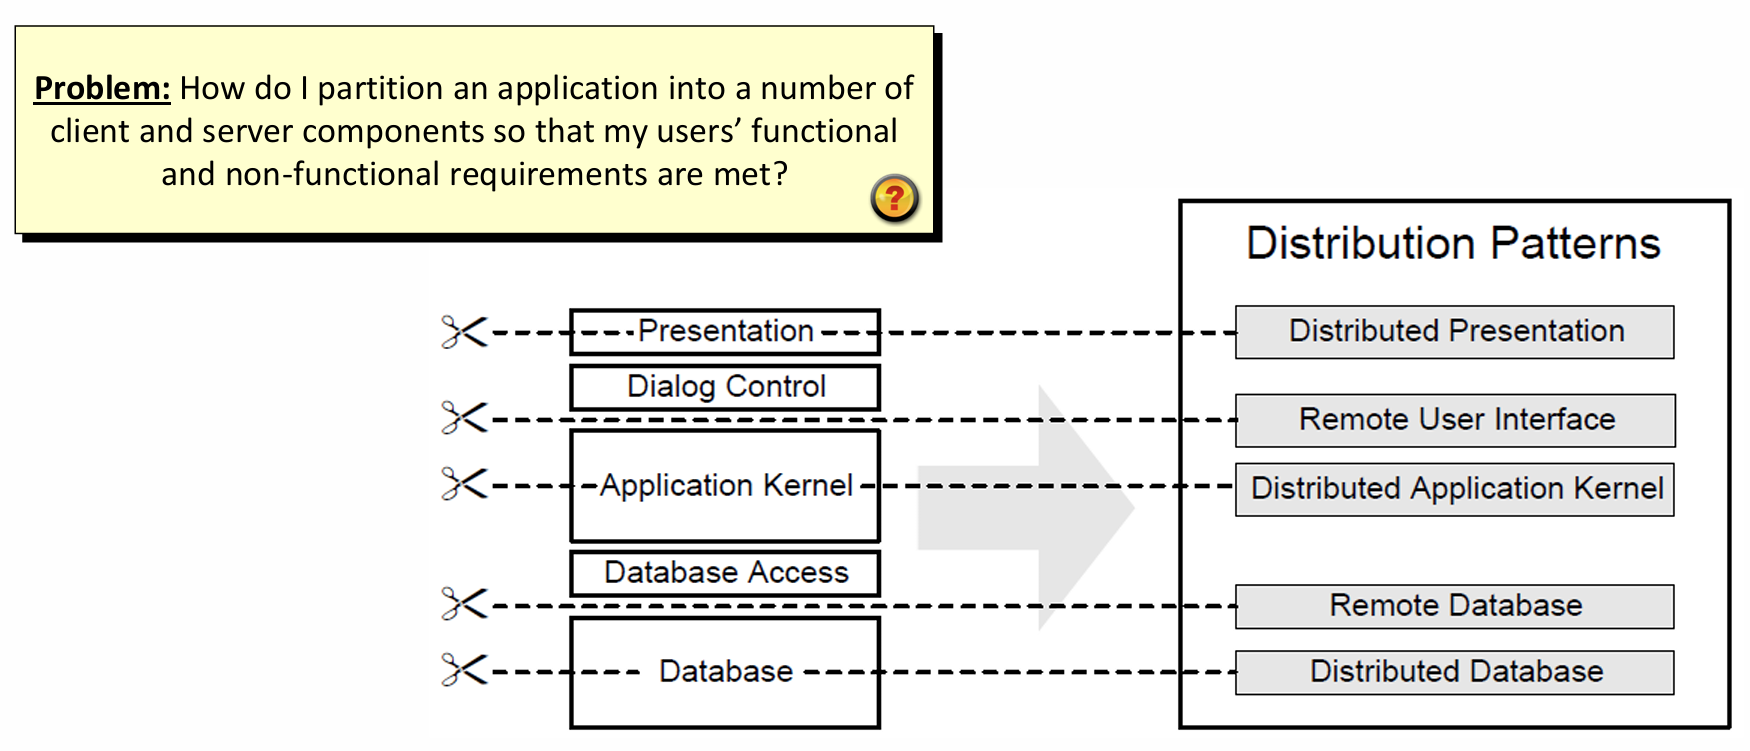 Problem: How do I partition an application into a number of
client and server components so that my users’ functional
and non-functional requirements are met?
?
Distribution Patterns
Presentation
Distributed Presentation
Dialog Control
Remote User Interface
Application Kernel
Distributed Application Kernel
Database Access
Remote Database
Database
Distributed Database